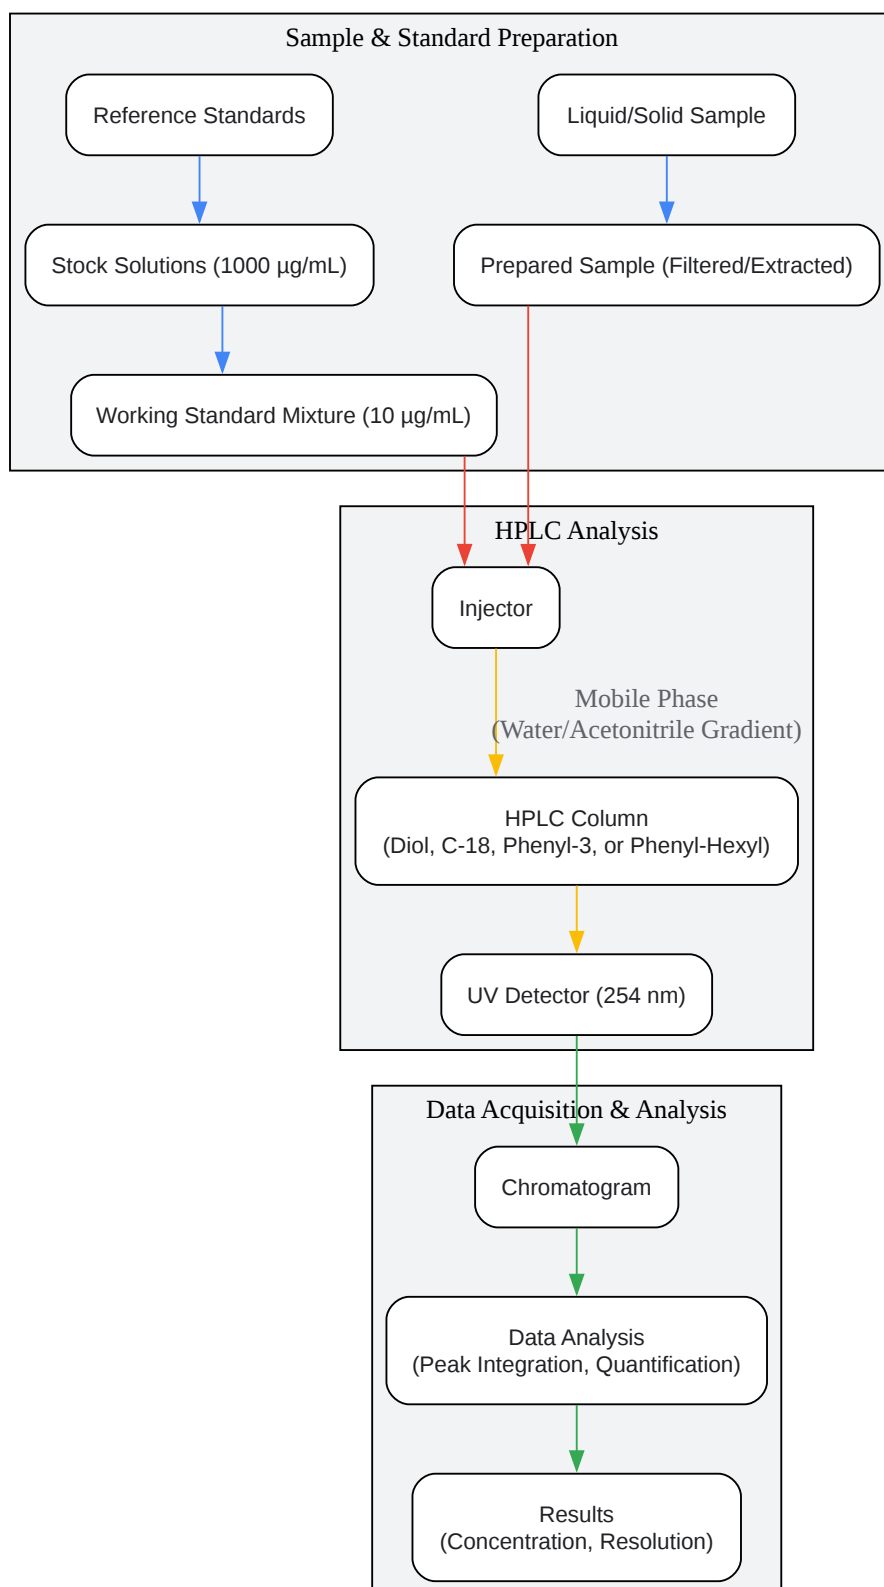 Sample & Standard Preparation
Reference Standards
Liquid/Solid Sample
Stock Solutions (1000 µg/mL)
Prepared Sample (Filtered/Extracted)
Working Standard Mixture (10 µg/mL)
HPLC Analysis
Injector
Mobile Phase
(Water/Acetonitrile Gradient)
HPLC Column
(Diol, C-18, Phenyl-3, or Phenyl-Hexyl)
UV Detector (254 nm)
Data Acquisition & Analysis
Chromatogram
Data Analysis
(Peak Integration, Quantification)
Results
(Concentration, Resolution)